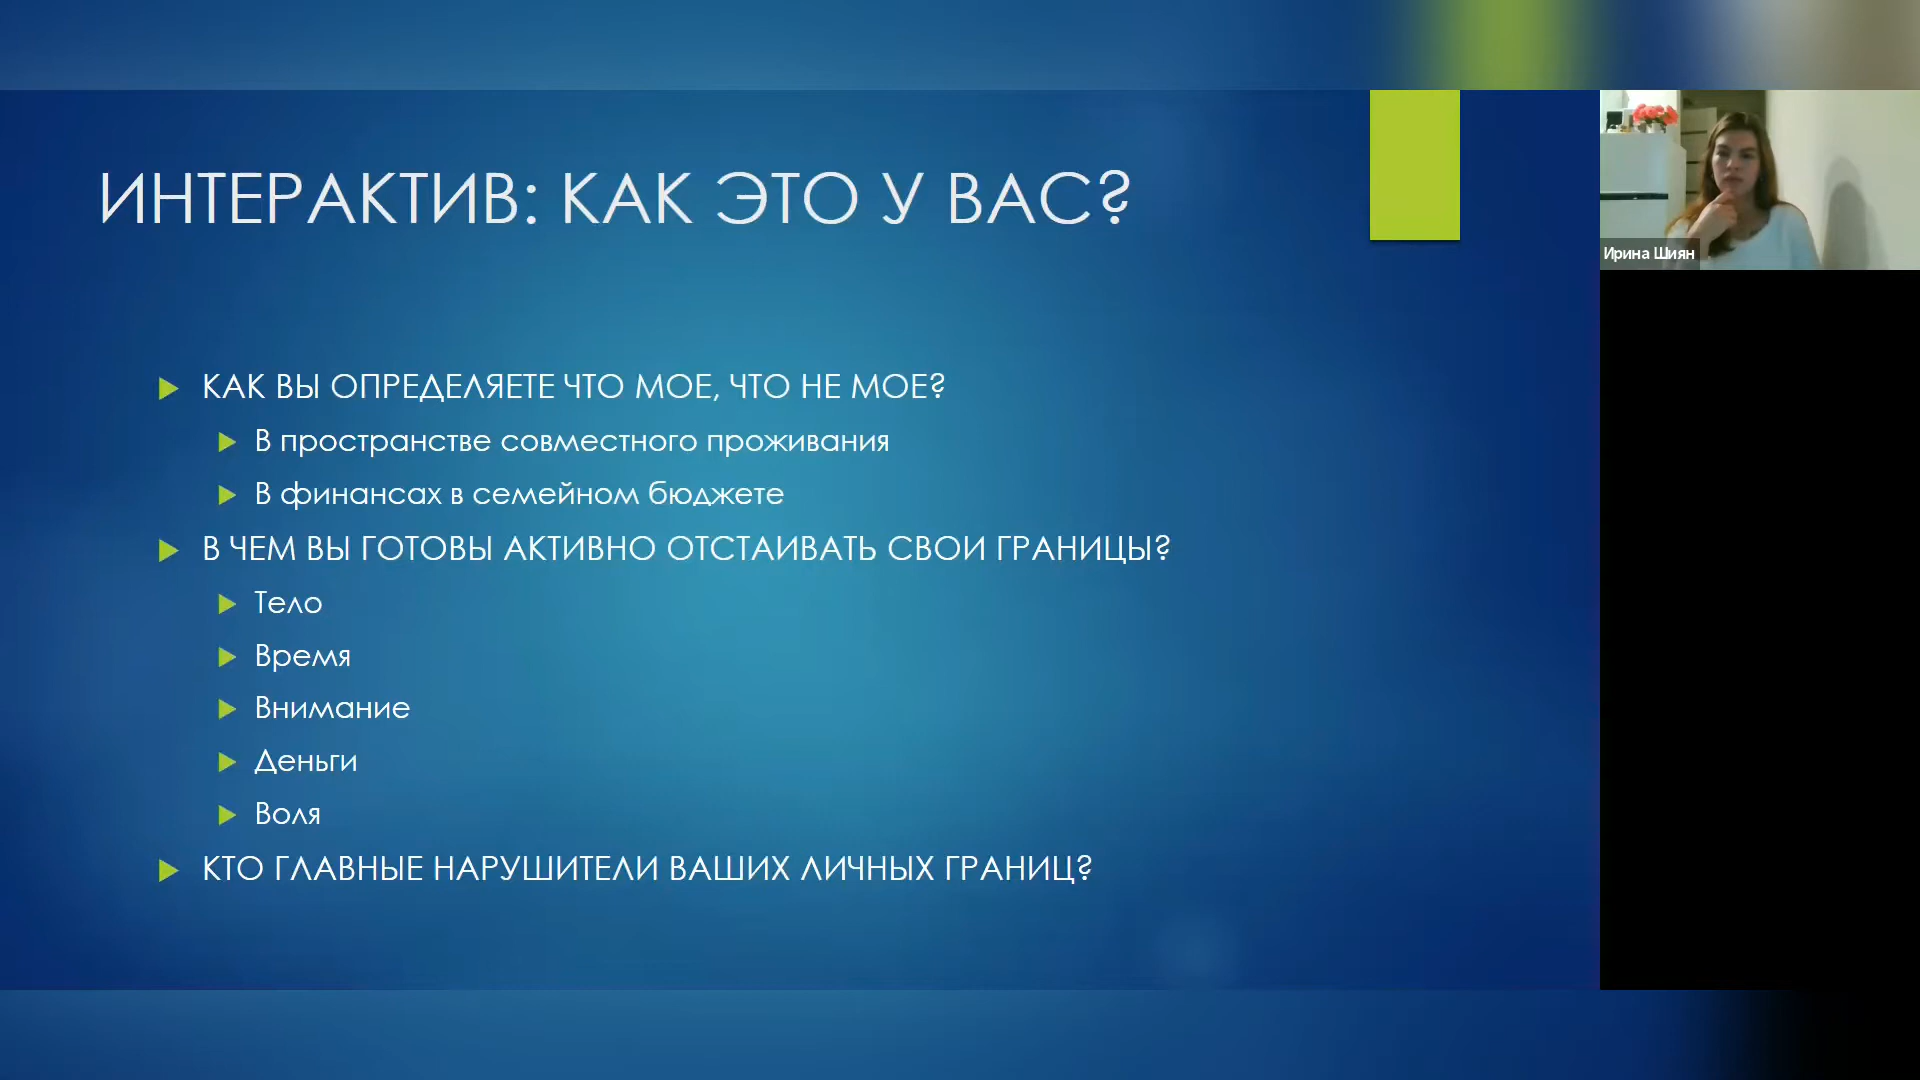 ИНТЕРАКТИВ: КАК ЭТО У ВАС?
КАК ВЫ ОПРЕДЕЛЯЕТЕ ЧТО МОЕ, ЧТО НЕ МОЕ?
В пространстве совместного проживания
В финансах в семейном бюджете
В ЧЕМ ВЫ ГОТОВЫ АКТИВНО ОТСТАИВАТЬ СВОИ ГРАНИЦЫ?
Тело
Время
Внимание
Деньги
Воля
КТО ГЛАВНЫЕ НАРУШИТЕЛИ ВАШИХ ЛИЧНЫХ ГРАНИЦ?
Ирина Шиян